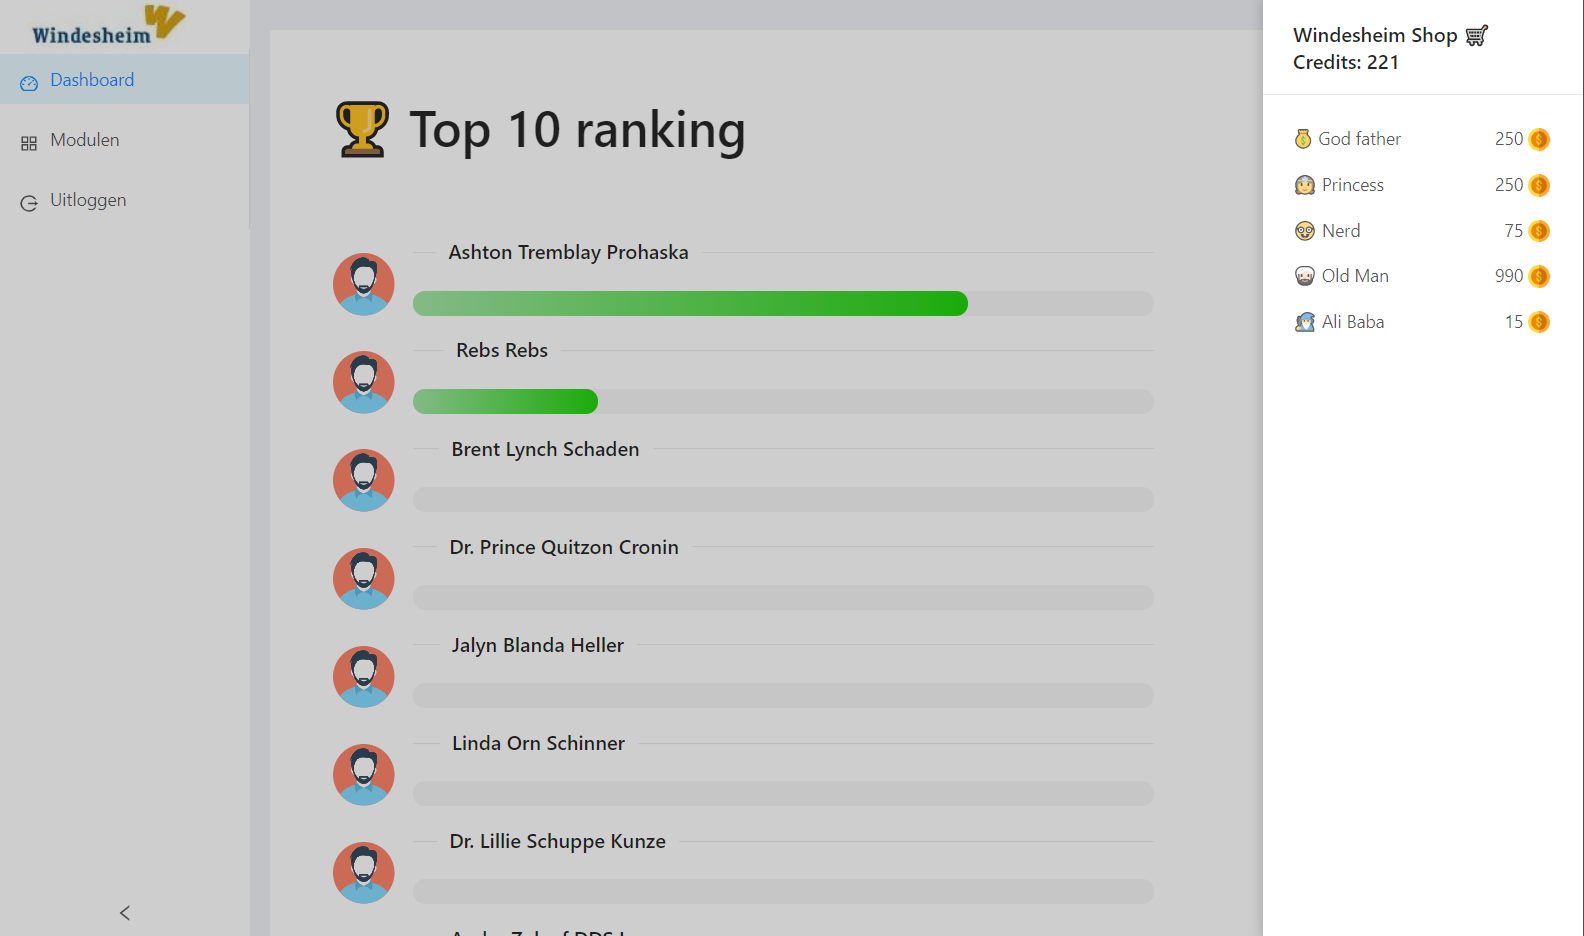 Windesheim
Dashboard
Modulen
Uitloggen
Top 10 ranking
Ashton Tremblay Prohaska
Rebs Rebs
Brent Lynch Schaden
Dr. Prince Quitzon Cronin
Jalyn Blanda Heller
Linda Orn Schinner
Dr. Lillie Schuppe Kunze
Windesheim Shop
Credits: 221
God father 250
Princess 250
Nerd 75
Old Man 990
Ali Baba 15